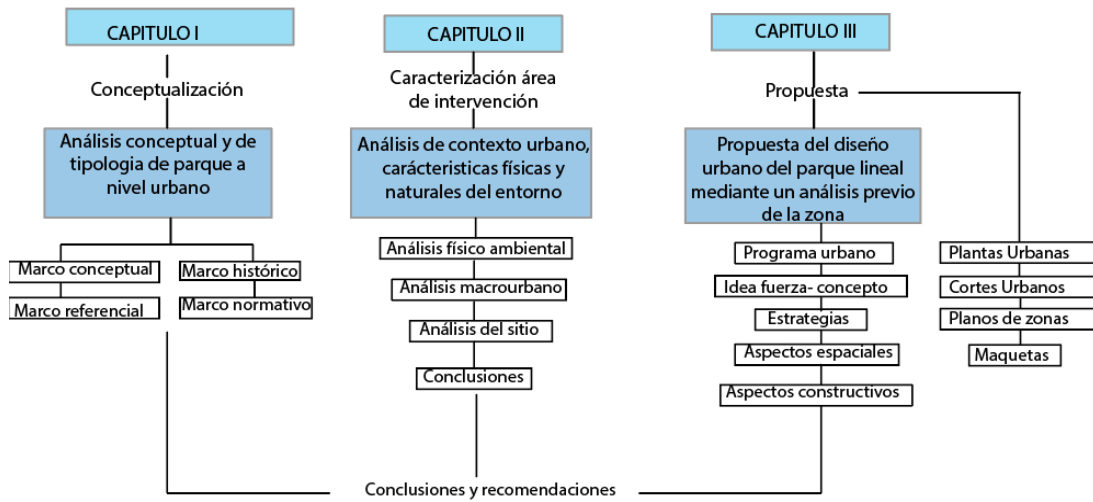 CAPITULO I
Conceptualización
Análisis conceptual y de
tipologia de parque a
nivel urbano
Marco conceptual
Marco histórico
Marco referencial
Marco normativo
CAPITULO II
Caracterización área
de intervención
Análisis de contexto urbano,
carácteristicas físicas y
naturales del entorno
Análisis físico ambiental
Análisis macrourbano
Análisis del sitio
Conclusiones
CAPITULO III
Propuesta
Propuesta del diseño
urbano del parque lineal
mediante un análisis previo
de la zona
Programa urbano
Idea fuerza- concepto
Estrategias
Aspectos espaciales
Aspectos constructivos
Plantas Urbanas
Cortes Urbanos
Planos de zonas
Maquetas
Conclusiones y recomendaciones